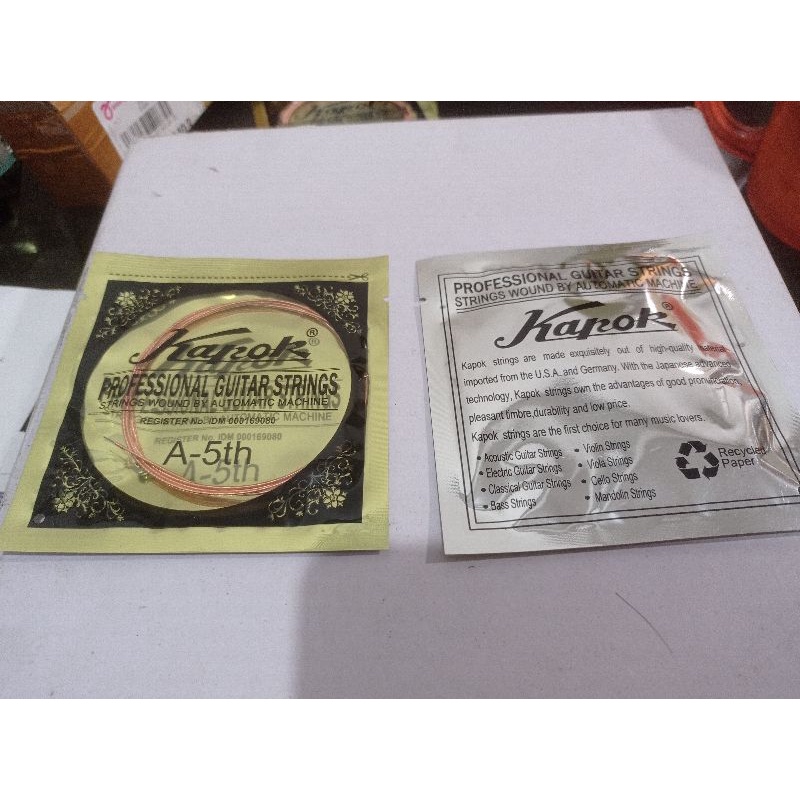 Kapok ®
PROFESSIONAL GUITAR STRINGS
STRINGS WOUND BY AUTOMATIC MACHINE
REGISTER No. IDM 000169080
A-5th
PROFESSIONAL GUITAR STRINGS
STRINGS WOUND BY AUTOMATIC MACHINE
Kapok ®
Kapok strings are made exquisitely out of high-quality material
imported from the U.S.A. and Germany. With the Japanese advanced
technology, Kapok strings own the advantages of good pronunciation,
pleasant timbre,durability and low price.
Kapok strings are the first choice for many music lovers.
• Acoustic Guitar Strings
• Electric Guitar Strings
• Classical Guitar Strings
• Bass Strings
• Violin Strings
• Viola Strings
• Cello Strings
• Mandolin Strings
Recycled
Paper